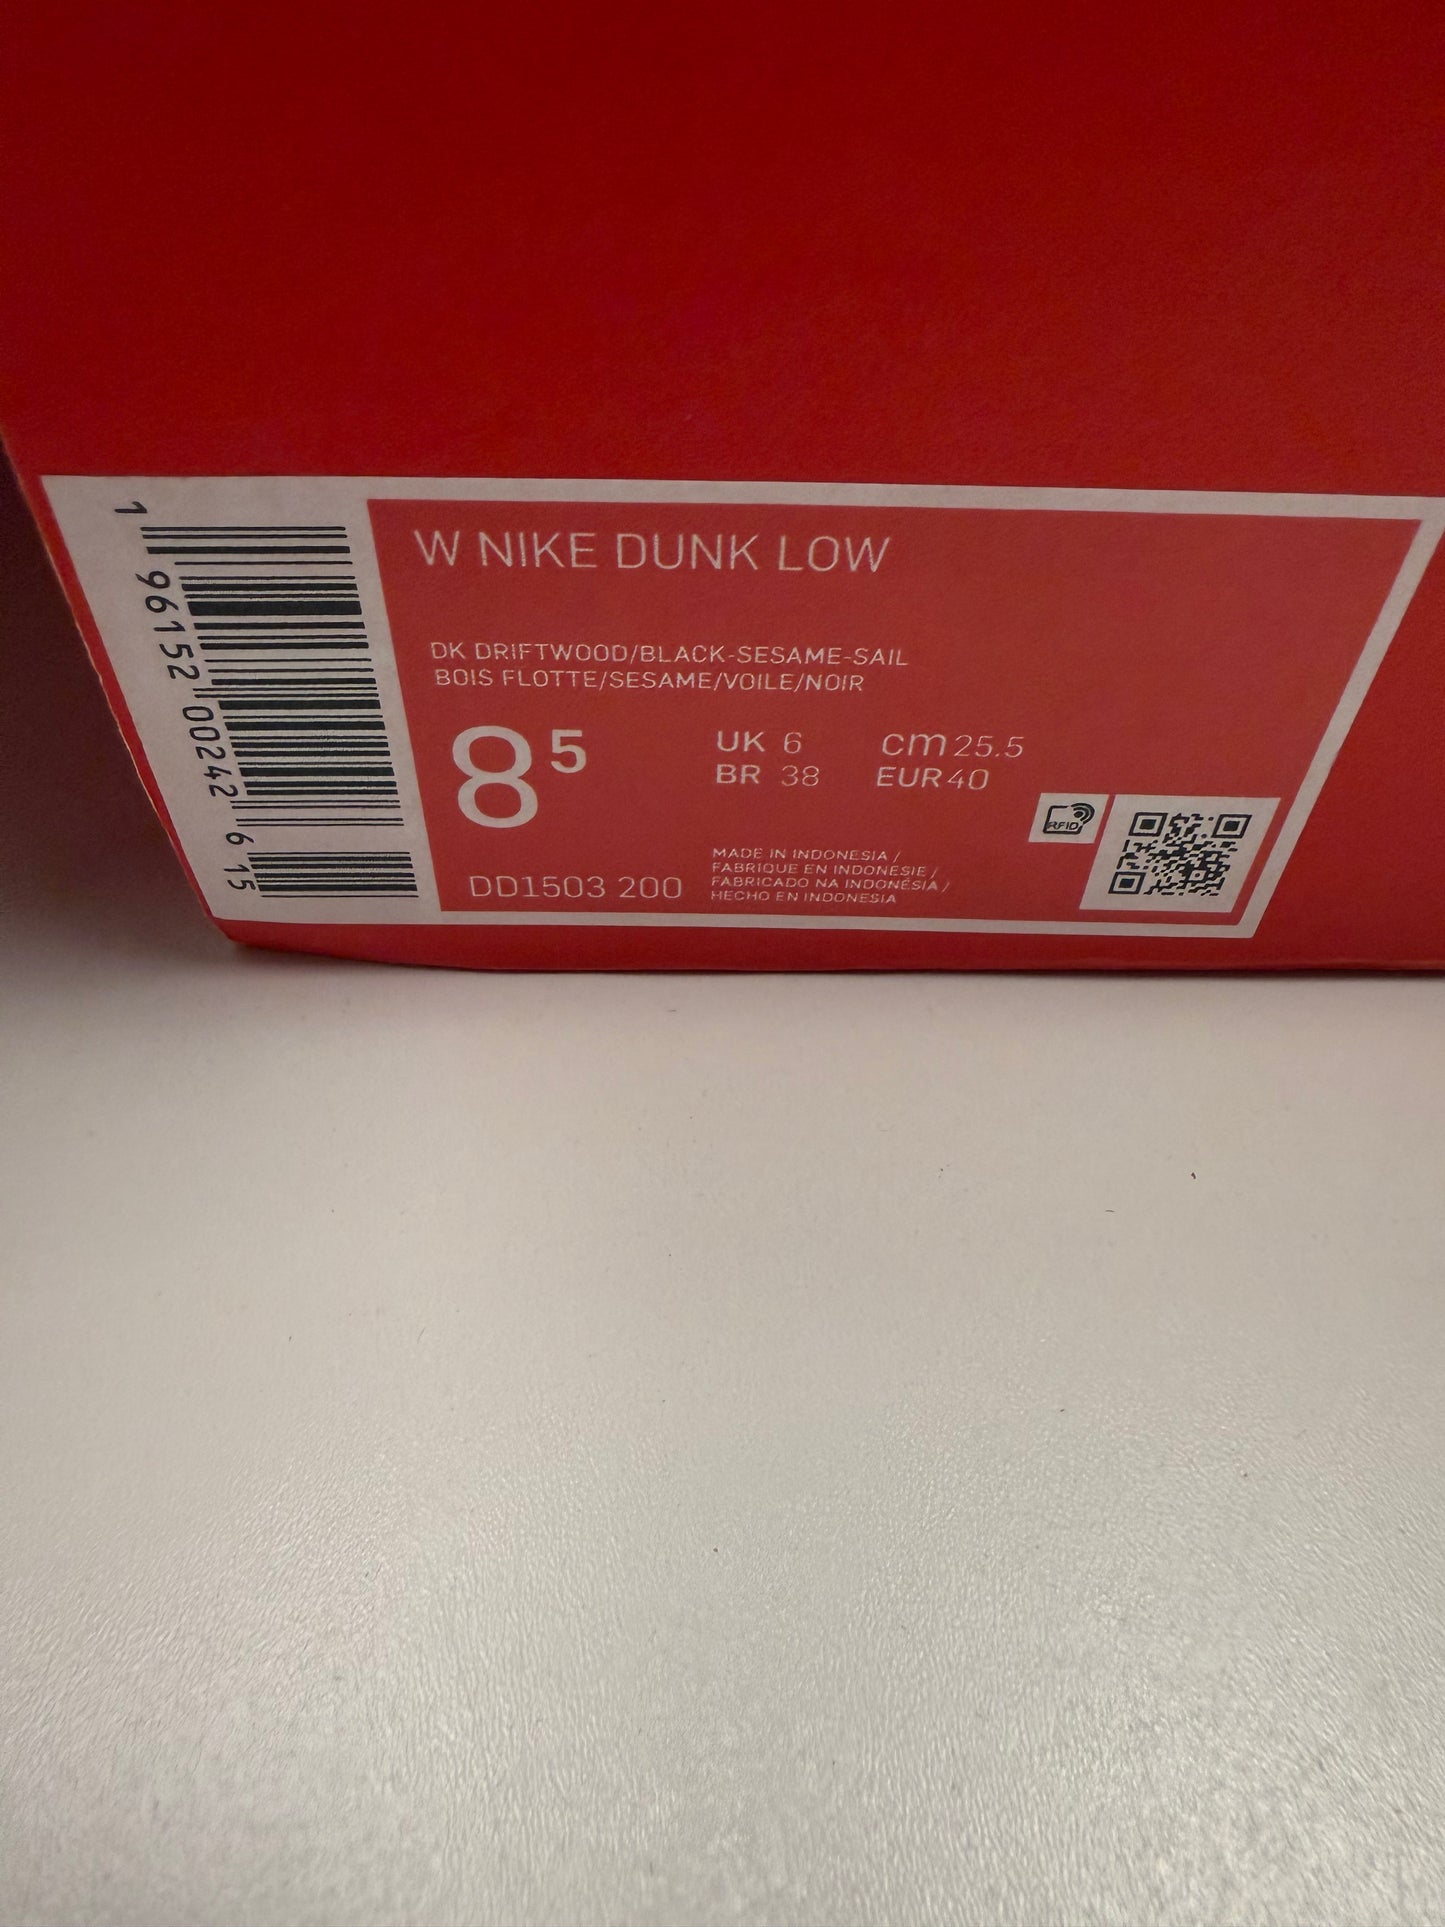 W NIKE DUNK LOW
DK DRIFTWOOD/BLACK-SESAME-SAIL
BOIS FLOTTE/SESAME/VOILE/NOIR
8 5
UK 6 cm 25.5
BR 38 EUR 40
DD1503 200
MADE IN INDONESIA /
FABRIQUE EN INDONESIE /
FABRICADO NA INDONÉSIA /
HECHO EN INDONESIA
RFID
1 96152 00242 6 15